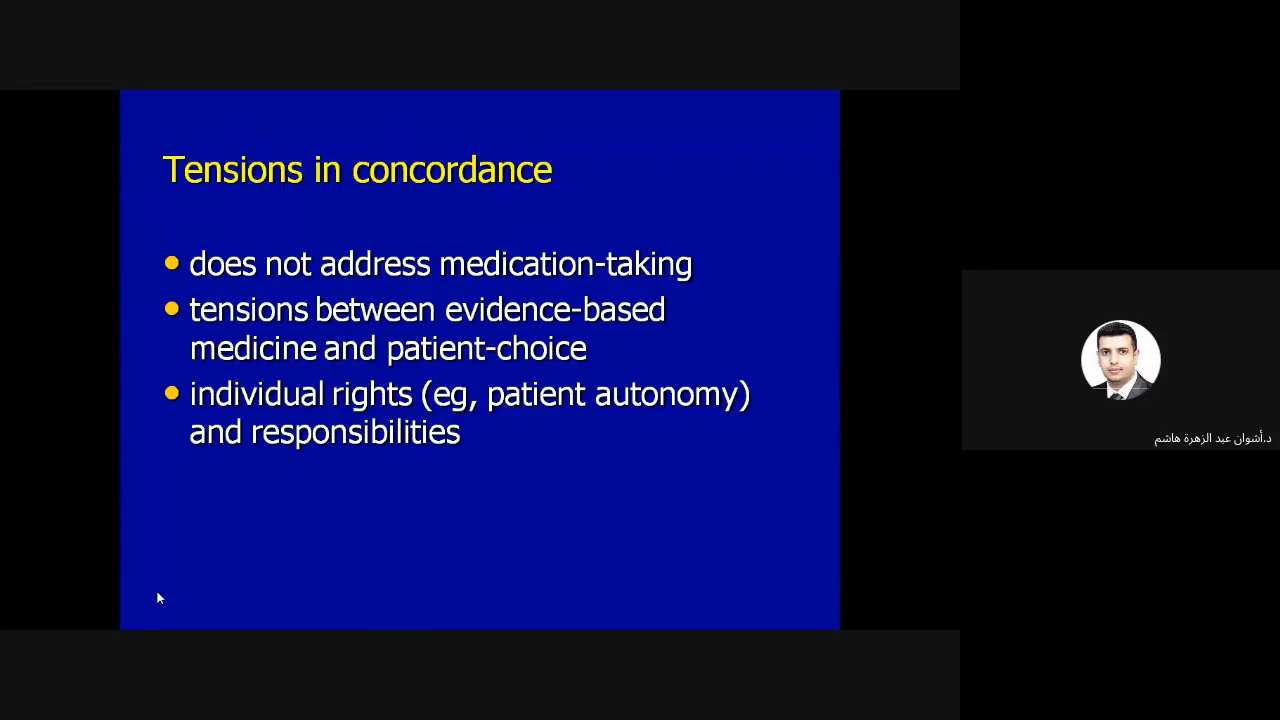 Tensions in concordance
does not address medication-taking
tensions between evidence-based
medicine and patient-choice
individual rights (eg, patient autonomy)
and responsibilities
د.أشوان عبد الزهرة هاشم